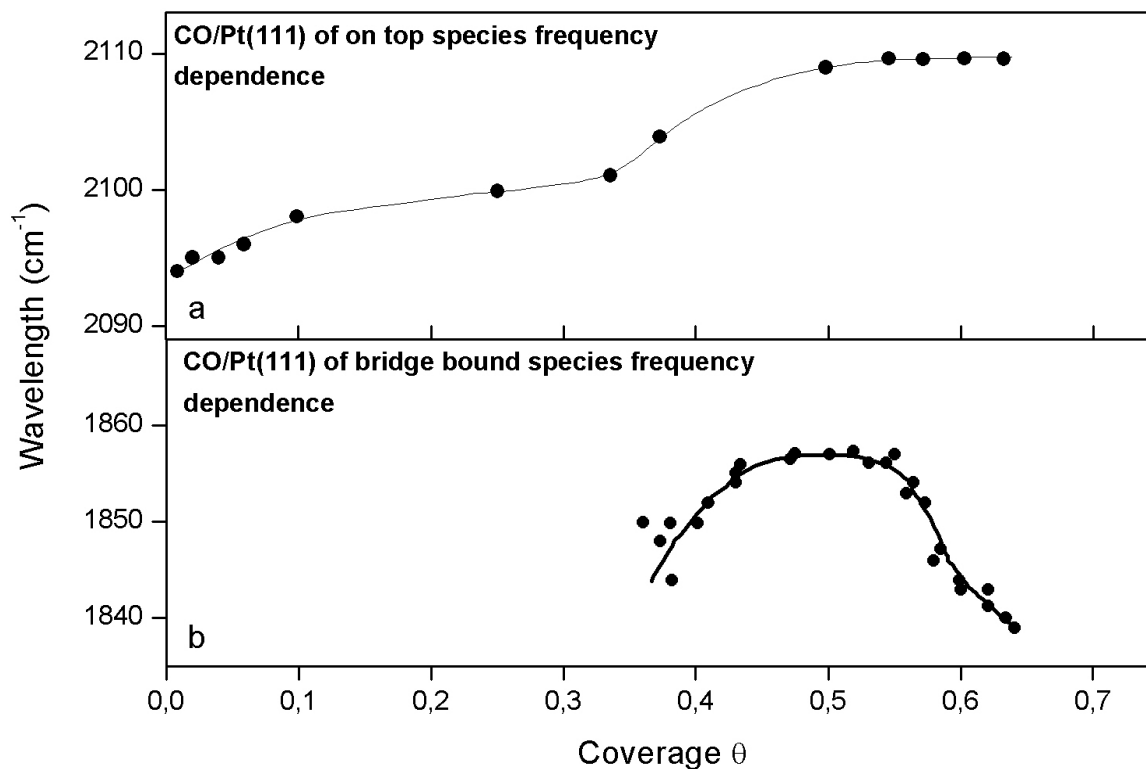 CO/Pt(111) of on top species frequency
dependence
2110
2100
2090
a
Wavelength (cm⁻¹)
CO/Pt(111) of bridge bound species frequency
dependence
1860
1850
1840
b
0,0 0,1 0,2 0,3 0,4 0,5 0,6 0,7
Coverage θ